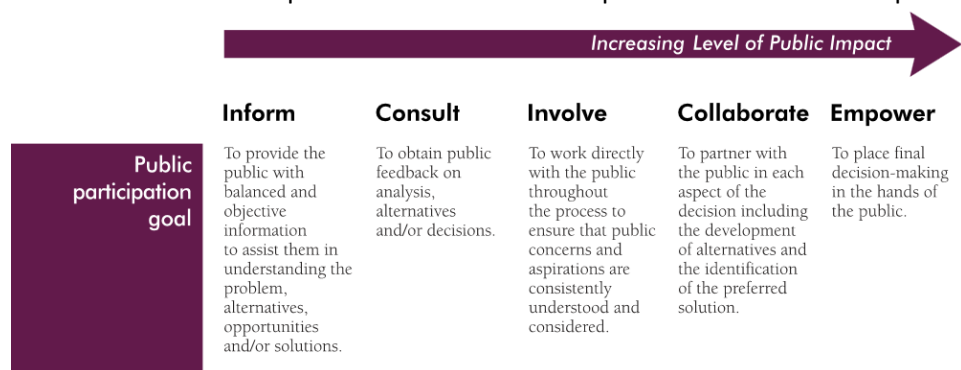 Increasing Level of Public Impact
Inform
Consult
Involve
Collaborate
Empower
Public
participation
goal
To provide the
public with
balanced and
objective
information
to assist them in
understanding the
problem,
alternatives,
opportunities
and/or solutions.
To obtain public
feedback on
analysis,
alternatives
and/or decisions.
To work directly
with the public
throughout
the process to
ensure that public
concerns and
aspirations are
consistently
understood and
considered.
To partner with
the public in each
aspect of the
decision including
the development
of alternatives and
the identification
of the preferred
solution.
To place final
decision-making
in the hands of
the public.